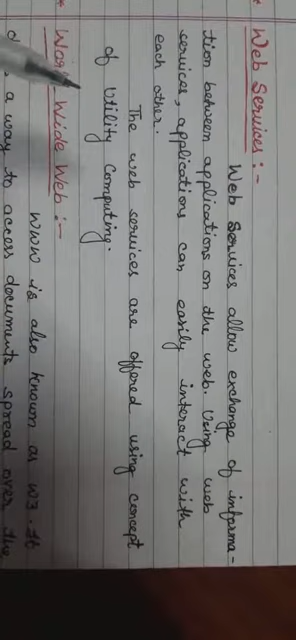 * Web Services :-
Web Services allow exchange of informa-
tion between applications on the web. Using web
services, applications can easily interact with
each other.
The web services are offered using concept
of Utility Computing.
* Wide Web :-
WWW is also known as W3. It
a way to access documents spread over the